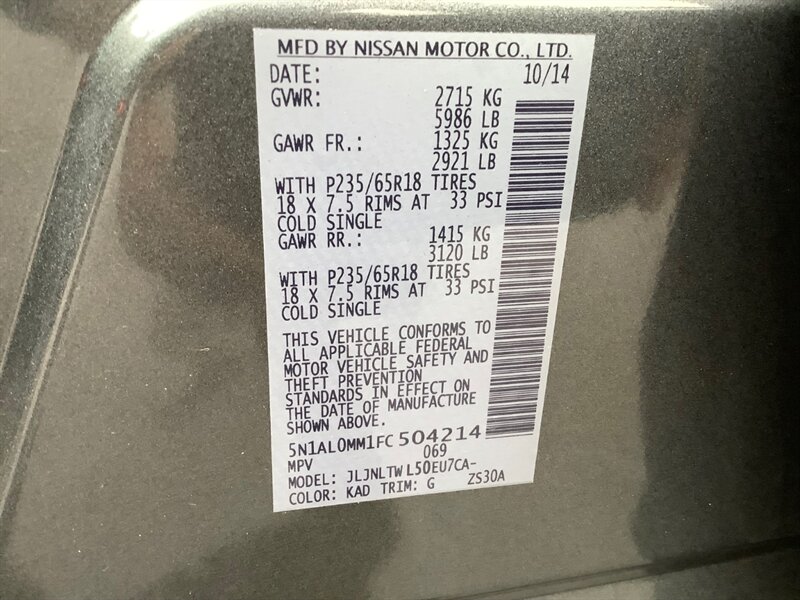 MFD BY NISSAN MOTOR CO., LTD.
DATE: 10/14
GVWR: 2715 KG
5986 LB
GAWR FR.: 1325 KG
2921 LB
WITH P235/65R18 TIRES
18 X 7.5 RIMS AT 33 PSI
COLD SINGLE
GAWR RR.: 1415 KG
3120 LB
WITH P235/65R18 TIRES
18 X 7.5 RIMS AT 33 PSI
COLD SINGLE
THIS VEHICLE CONFORMS TO
ALL APPLICABLE FEDERAL
MOTOR VEHICLE SAFETY AND
THEFT PREVENTION
STANDARDS IN EFFECT ON
THE DATE OF MANUFACTURE
SHOWN ABOVE.
5N1AL0MM1FC504214
MPV 069
MODEL: JLJNLTWL50EU7CA-
COLOR: KAD TRIM: G ZS30A